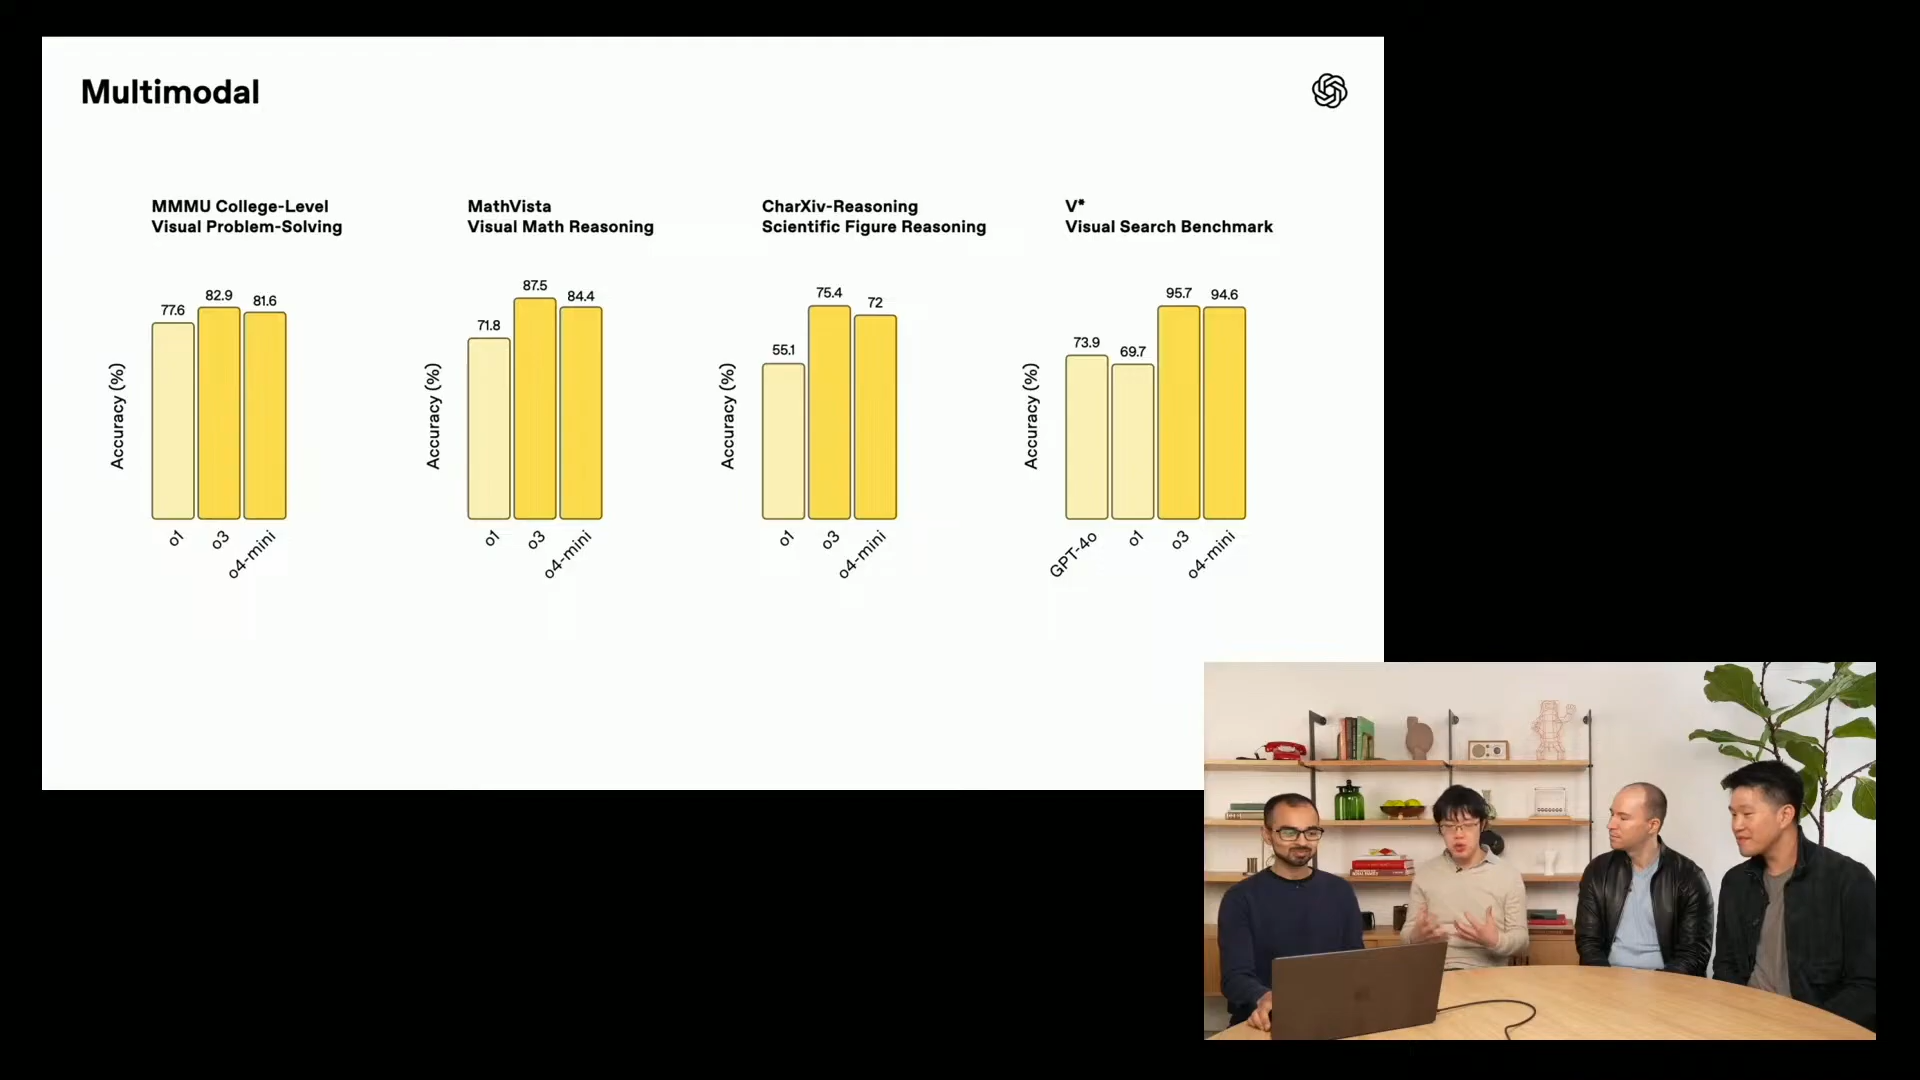 Multimodal
MMMU College-Level
Visual Problem-Solving
77.6
82.9
81.6
Accuracy (%)
o1
o3
o4-mini
MathVista
Visual Math Reasoning
71.8
87.5
84.4
Accuracy (%)
o1
o3
o4-mini
CharXiv-Reasoning
Scientific Figure Reasoning
55.1
75.4
72
Accuracy (%)
o1
o3
o4-mini
V*
Visual Search Benchmark
73.9
69.7
95.7
94.6
Accuracy (%)
GPT-4o
o1
o3
o4-mini